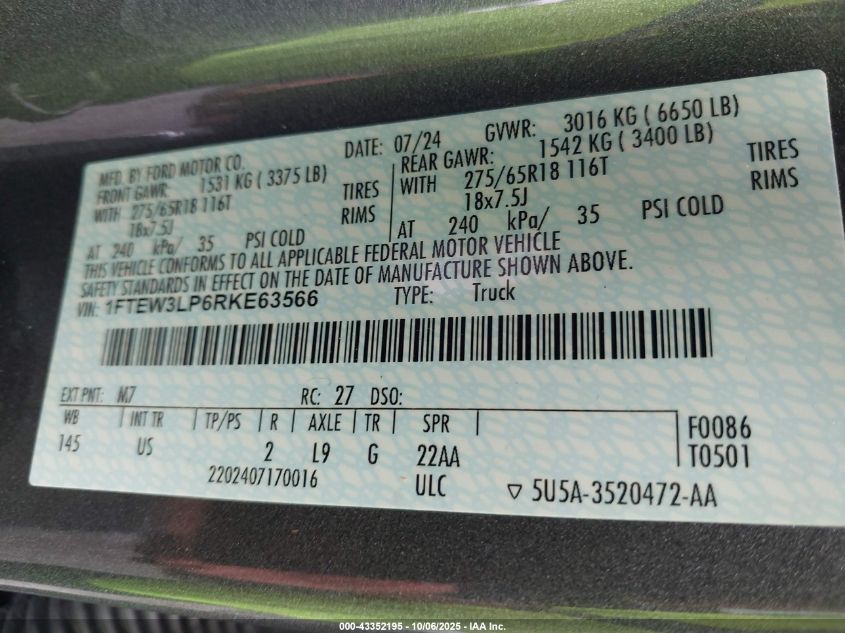 MFD. BY FORD MOTOR CO. DATE: 07/24 GVWR: 3016 KG ( 6650 LB)
FRONT GAWR: 1531 KG ( 3375 LB) REAR GAWR: 1542 KG ( 3400 LB)
WITH 275/65R18 116T TIRES WITH 275/65R18 116T TIRES
18x7.5J RIMS 18x7.5J RIMS
AT 240 kPa/ 35 PSI COLD AT 240 kPa/ 35 PSI COLD
THIS VEHICLE CONFORMS TO ALL APPLICABLE FEDERAL MOTOR VEHICLE
SAFETY STANDARDS IN EFFECT ON THE DATE OF MANUFACTURE SHOWN ABOVE.
VIN: 1FTEW3LP6RKE63566 TYPE: Truck
EXT PNT: M7 RC: 27 DSO:
WB INT TR TP/PS R AXLE TR SPR F0086
145 US 2 L9 G 22AA T0501
2202407170016 ULC ▽ 5U5A-3520472-AA
000-43352195 - 10/06/2025 - IAA Inc.